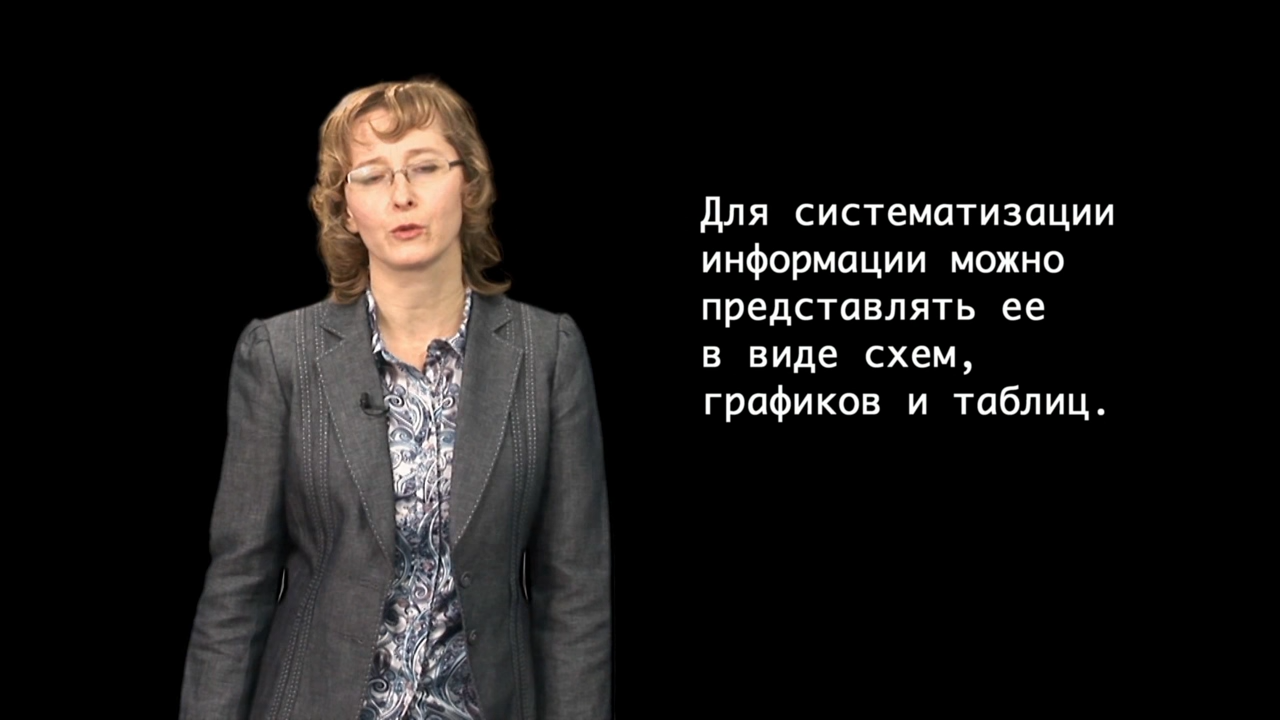 Для систематизации
информации можно
представлять ее
в виде схем,
графиков и таблиц.